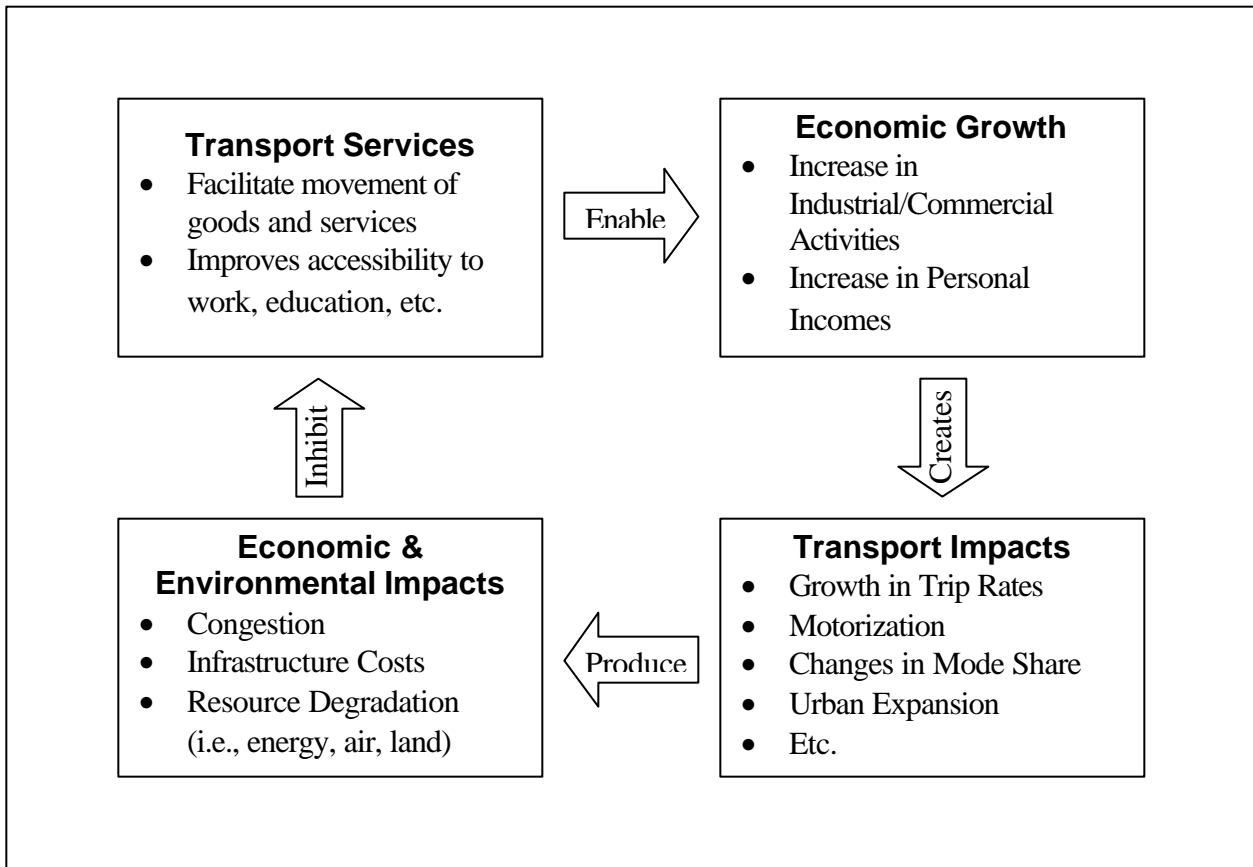 Transport Services
• Facilitate movement of
goods and services
• Improves accessibility to
work, education, etc.
Enable
Economic Growth
• Increase in
Industrial/Commercial
Activities
• Increase in Personal
Incomes
Creates
Transport Impacts
• Growth in Trip Rates
• Motorization
• Changes in Mode Share
• Urban Expansion
• Etc.
Produce
Economic &
Environmental Impacts
• Congestion
• Infrastructure Costs
• Resource Degradation
(i.e., energy, air, land)
Inhibit